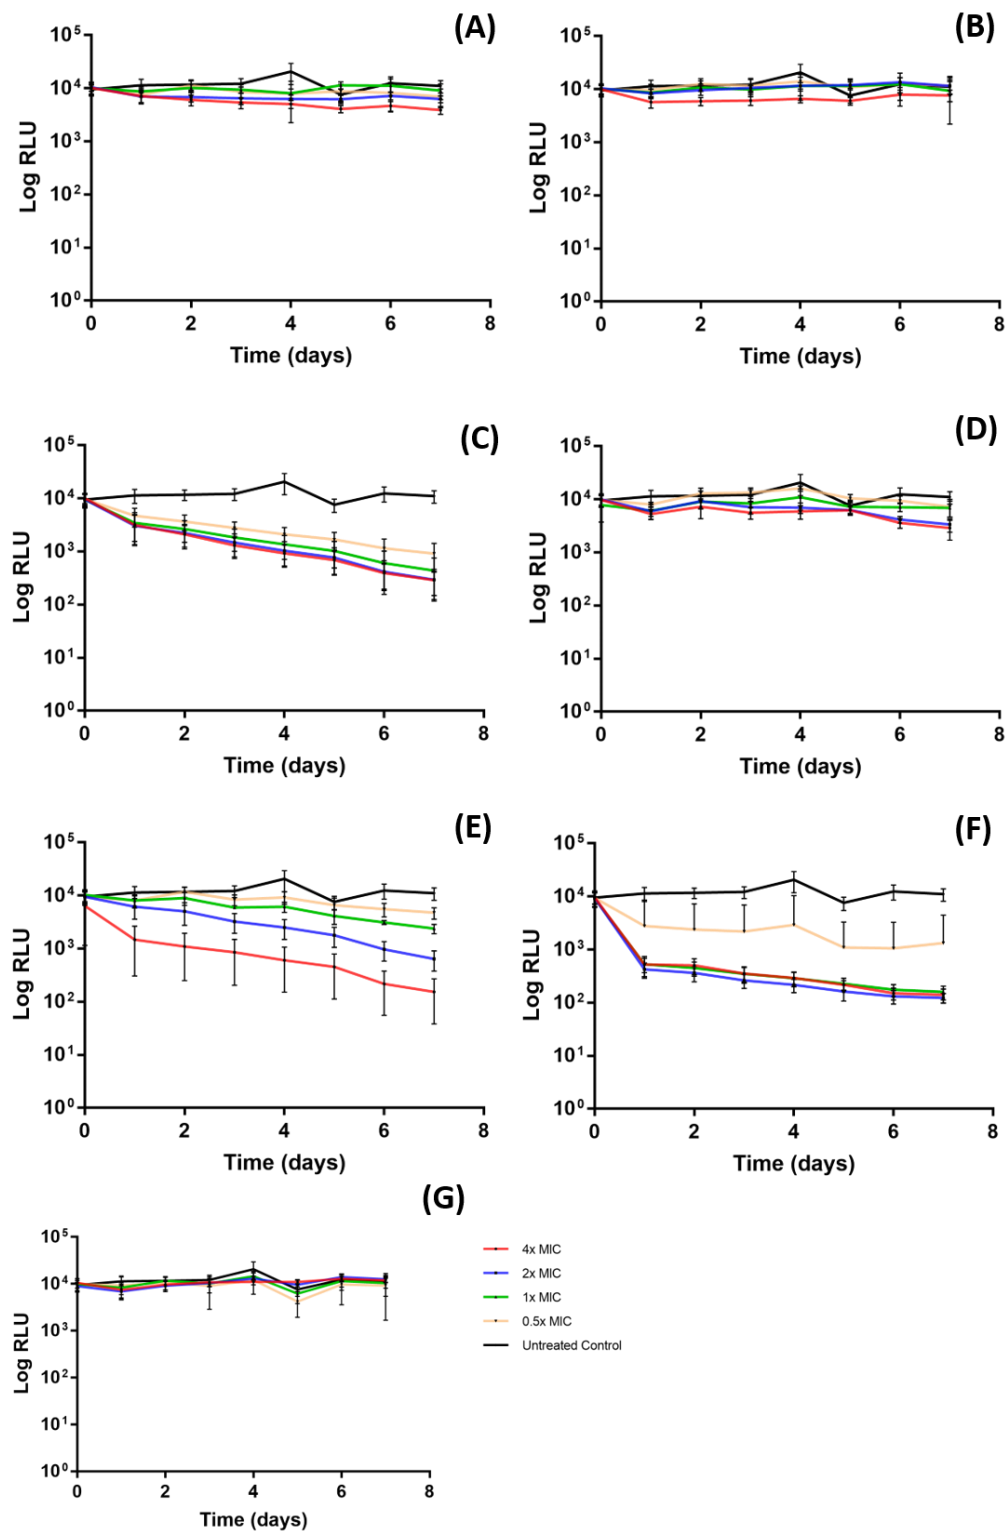 (A)
10⁵
10⁴
10³
10²
10¹
10⁰
Log RLU
0 2 4 6 8
Time (days)
(B)
10⁵
10⁴
10³
10²
10¹
10⁰
Log RLU
0 2 4 6 8
Time (days)
(C)
10⁵
10⁴
10³
10²
10¹
10⁰
Log RLU
0 2 4 6 8
Time (days)
(D)
10⁵
10⁴
10³
10²
10¹
10⁰
Log RLU
0 2 4 6 8
Time (days)
(E)
10⁵
10⁴
10³
10²
10¹
10⁰
Log RLU
0 2 4 6 8
Time (days)
(F)
10⁵
10⁴
10³
10²
10¹
10⁰
Log RLU
0 2 4 6 8
Time (days)
(G)
10⁵
10⁴
10³
10²
10¹
10⁰
Log RLU
0 2 4 6 8
Time (days)
4x MIC
2x MIC
1x MIC
0.5x MIC
Untreated Control